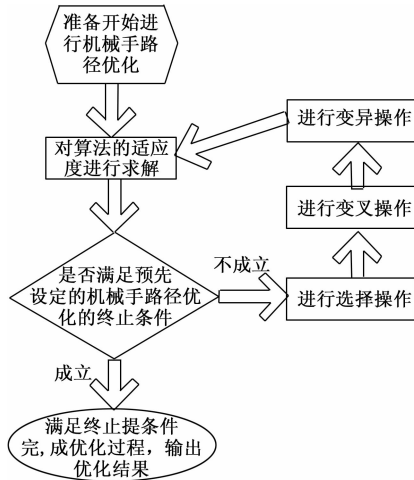 准备开始进
行机械手路
径优化
对算法的适应
度进行求解
是否满足预先
设定的机械手路径优
化的终止条件
不成立
进行选择操作
进行变叉操作
进行变异操作
成立
满足终止提条件
完,成优化过程，输出
优化结果